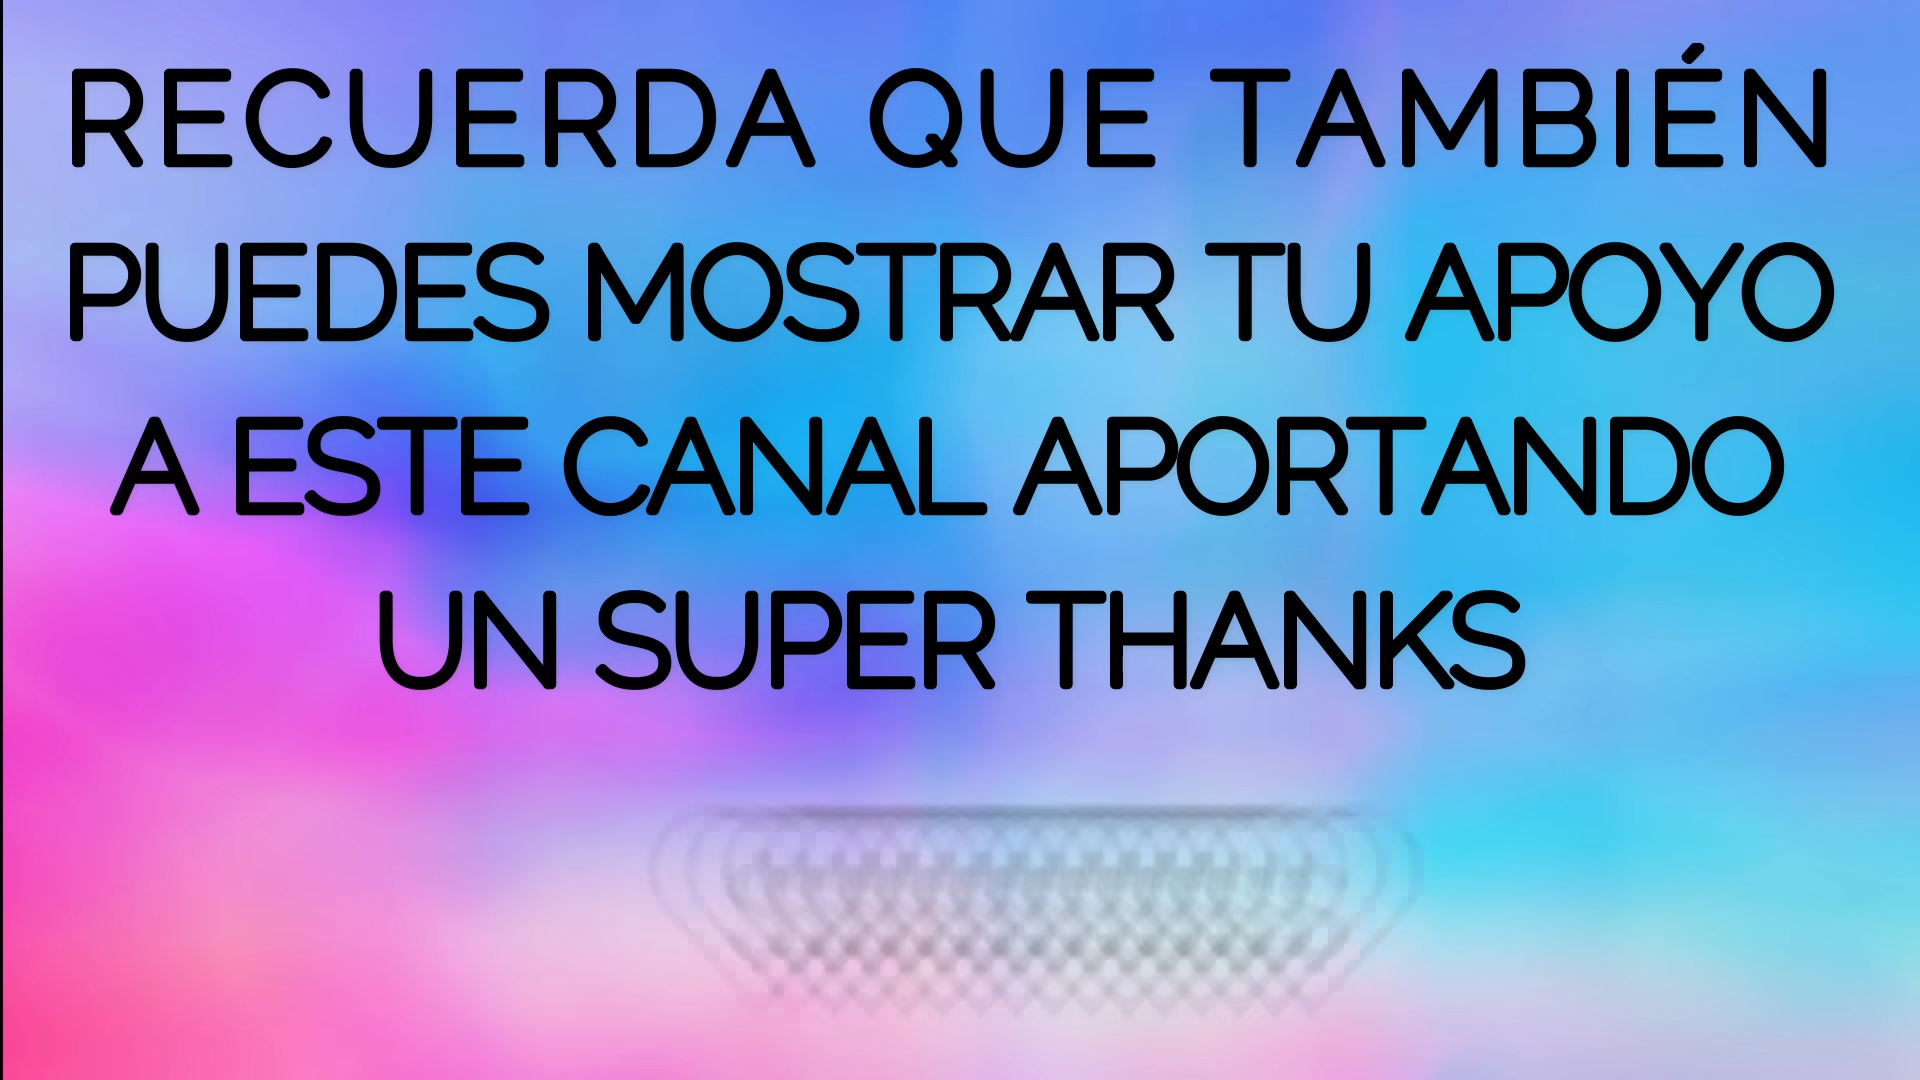 RECUERDA QUE TAMBIÉN
PUEDES MOSTRAR TU APOYO
A ESTE CANAL APORTANDO
UN SUPER THANKS